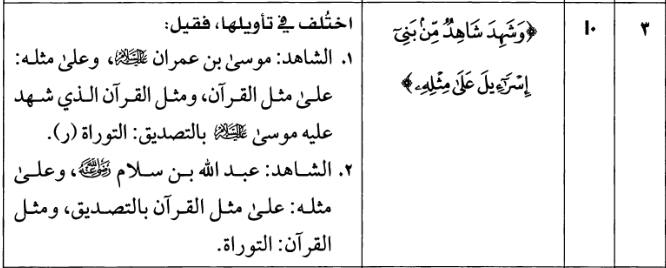 ٣
١٠
﴿وَشَهِدَ شَاهِدٌ مِّنۢ بَنِىٓ
إِسْرَٰٓءِيلَ عَلَىٰ مِثْلِهِۦ﴾
اختُلف في تأويلها، فقيل:
١. الشاهد: موسىٰ بن عمران عليه السلام، وعلىٰ مثله:
علىٰ مثل القرآن، ومثل القرآن الذي شهد
عليه موسىٰ عليه السلام بالتصديق: التوراة (ر).
٢. الشاهد: عبد الله بن سلام رضي الله عنه، وعلىٰ
مثله: علىٰ مثل القرآن بالتصديق، ومثل
القرآن: التوراة.